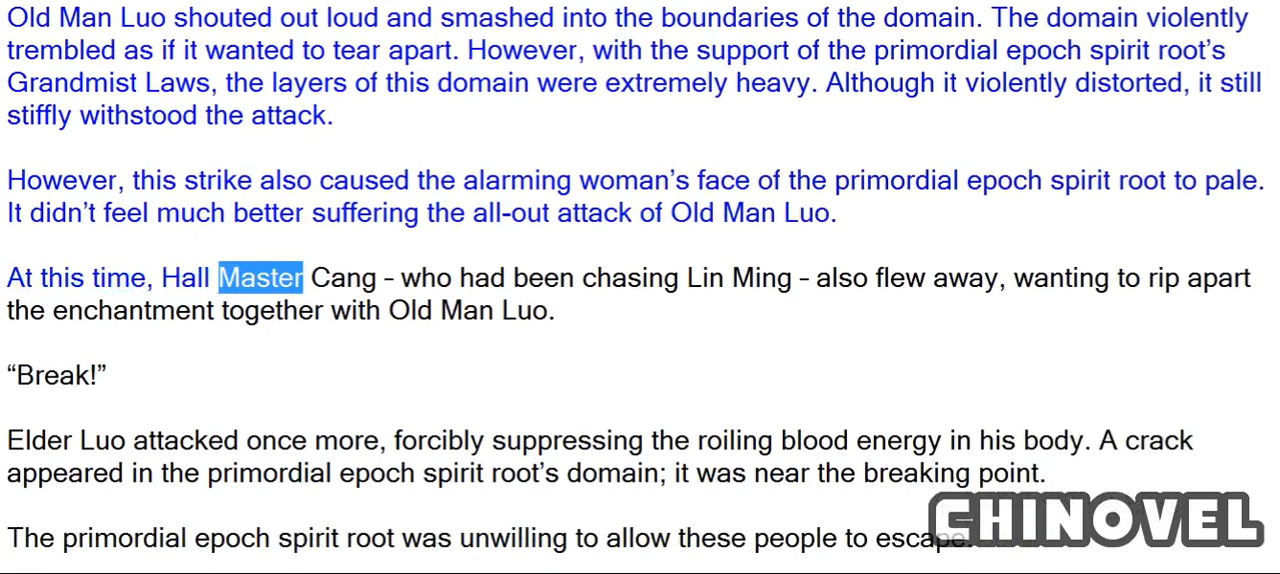 Old Man Luo shouted out loud and smashed into the boundaries of the domain. The domain violently
trembled as if it wanted to tear apart. However, with the support of the primordial epoch spirit root’s
Grandmist Laws, the layers of this domain were extremely heavy. Although it violently distorted, it still
stiffly withstood the attack.
However, this strike also caused the alarming woman’s face of the primordial epoch spirit root to pale.
It didn’t feel much better suffering the all-out attack of Old Man Luo.
At this time, Hall Master Cang – who had been chasing Lin Ming – also flew away, wanting to rip apart
the enchantment together with Old Man Luo.
“Break!”
Elder Luo attacked once more, forcibly suppressing the roiling blood energy in his body. A crack
appeared in the primordial epoch spirit root’s domain; it was near the breaking point.
The primordial epoch spirit root was unwilling to allow these people to escape.
CHINOVEL